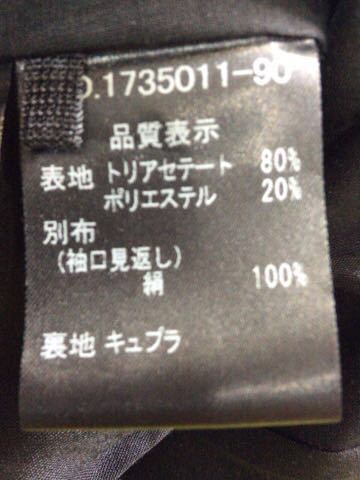 O.1735011-90
品質表示
表地 トリアセテート 80%
ポリエステル 20%
別布
(袖口見返し)
絹 100%
裏地 キュプラ